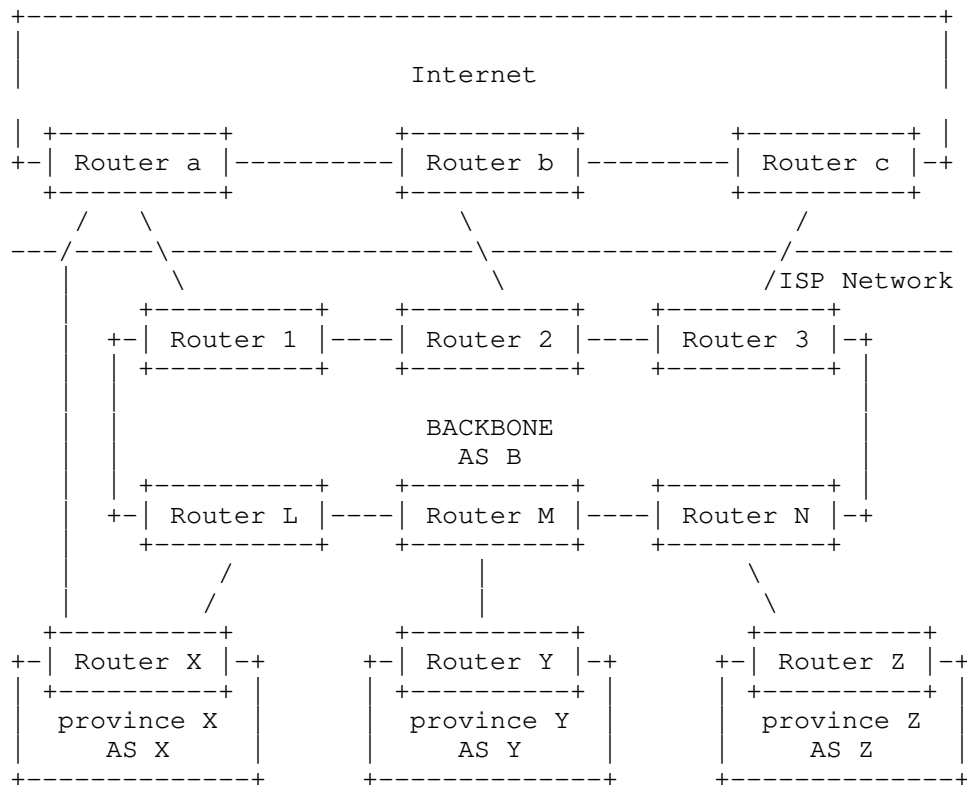 Internet
Router a Router b Router c
ISP Network
Router 1 Router 2 Router 3
BACKBONE
AS B
Router L Router M Router N
Router X Router Y Router Z
province X province Y province Z
AS X AS Y AS Z